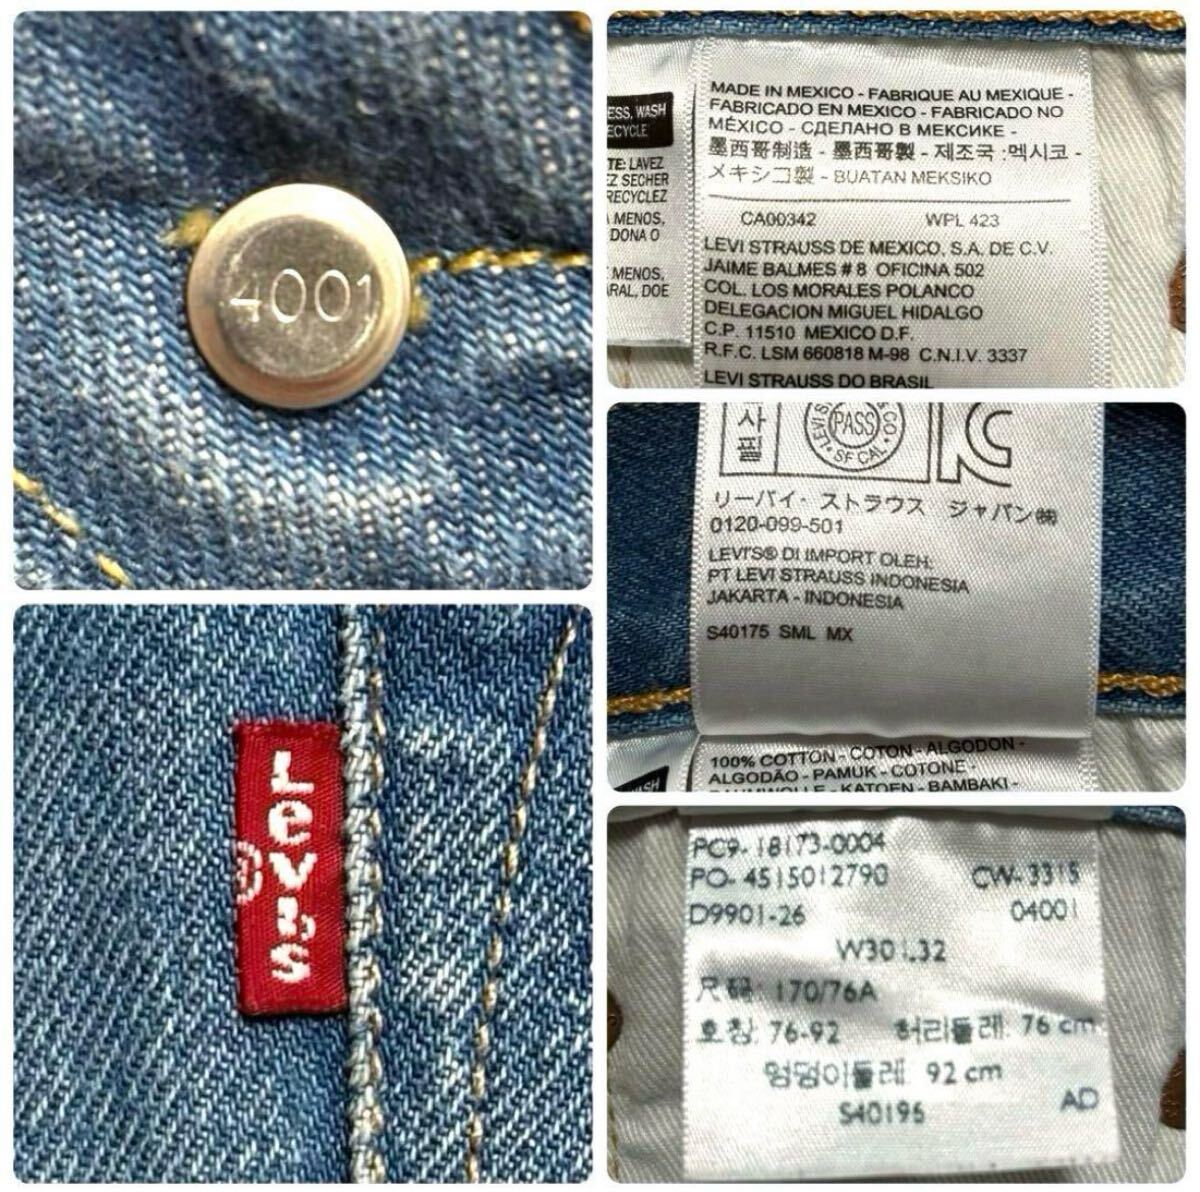 4001
ESS, WASH
ECYCLE
TE: LAVEZ
EZ SECHER
RECYCLEZ
MENOS,
DONA O
MENOS,
RAL, DOE
MADE IN MEXICO - FABRIQUE AU MEXIQUE -
FABRICADO EN MEXICO - FABRICADO NO
MÉXICO - СДЕЛАНО В МЕКСИКЕ -
墨西哥制造 - 墨西哥製 - 제조국 :멕시코 -
メキシコ製 - BUATAN MEKSIKO
CA00342 WPL 423
LEVI STRAUSS DE MEXICO, S.A. DE C.V.
JAIME BALMES # 8 OFICINA 502
COL. LOS MORALES POLANCO
DELEGACION MIGUEL HIDALGO
C.P. 11510 MEXICO D.F.
R.F.C. LSM 660818 M-98 C.N.I.V. 3337
LEVI STRAUSS DO BRASIL
사필
PASS
& CO
SF CAL
リーバイ・ストラウス ジャパン㈱
0120-099-501
LEVI'S® DI IMPORT OLEH:
PT LEVI STRAUSS INDONESIA
JAKARTA - INDONESIA
S40175 SML MX
100% COTTON - COTON - ALGODON -
ALGODÃO - PAMUK - COTONE -
BAUMWOLLE - KATOEN - BAMBAKI -
Levi's
®
PC9-18173-0004
PO-4515012790 CW-3315
D9901-26 04001
W30 L32
170/76A
호칭: 76-92 허리둘레: 76 cm
엉덩이둘레: 92 cm
S40196 AD